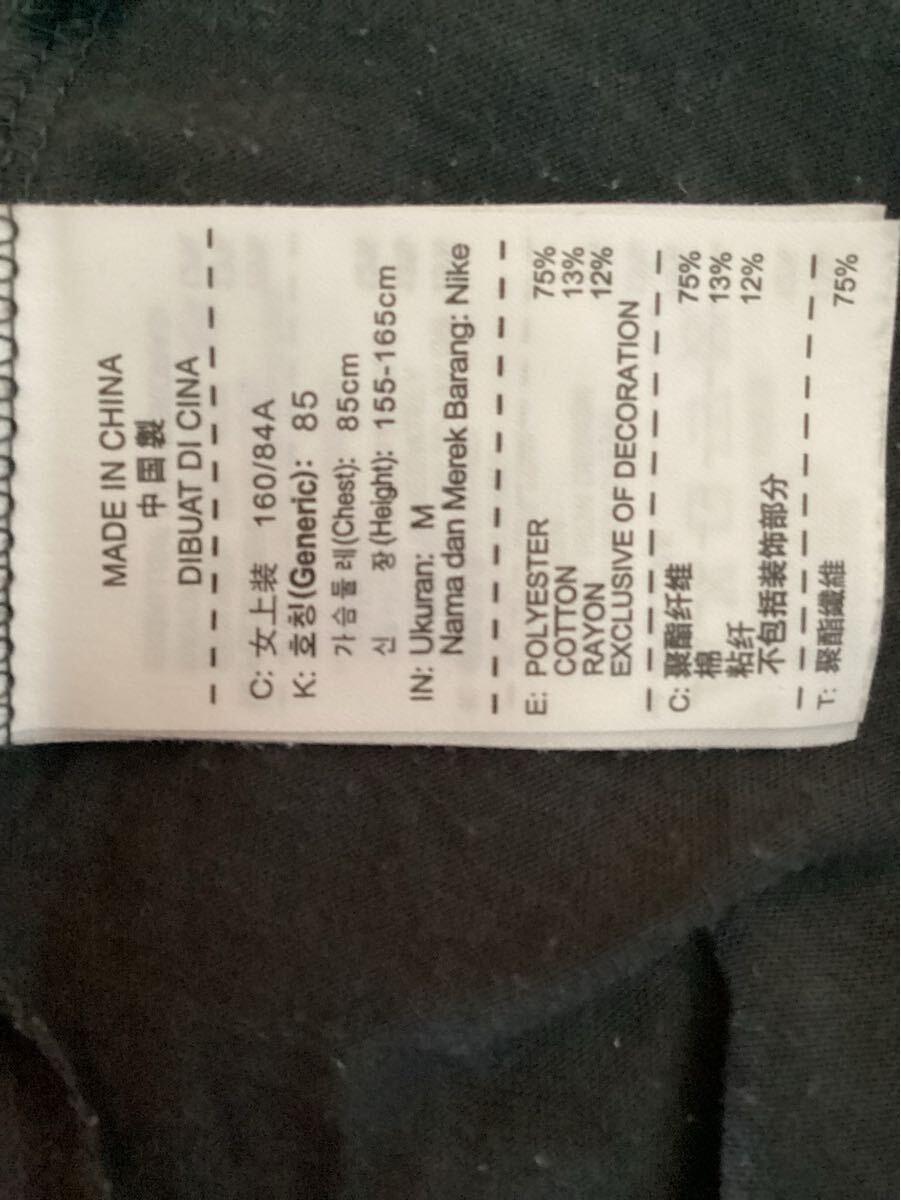 MADE IN CHINA
中国製
DIBUAT DI CINA
C: 女上装 160/84A
K: 호칭(Generic): 85
가슴둘레(Chest): 85cm
신 장(Height): 155-165cm
IN: Ukuran: M
Nama dan Merek Barang: Nike
E: POLYESTER 75%
COTTON 13%
RAYON 12%
EXCLUSIVE OF DECORATION
C: 聚酯纤维 75%
棉 13%
粘纤 12%
不包括装饰部分
T: 聚酯纖維 75%